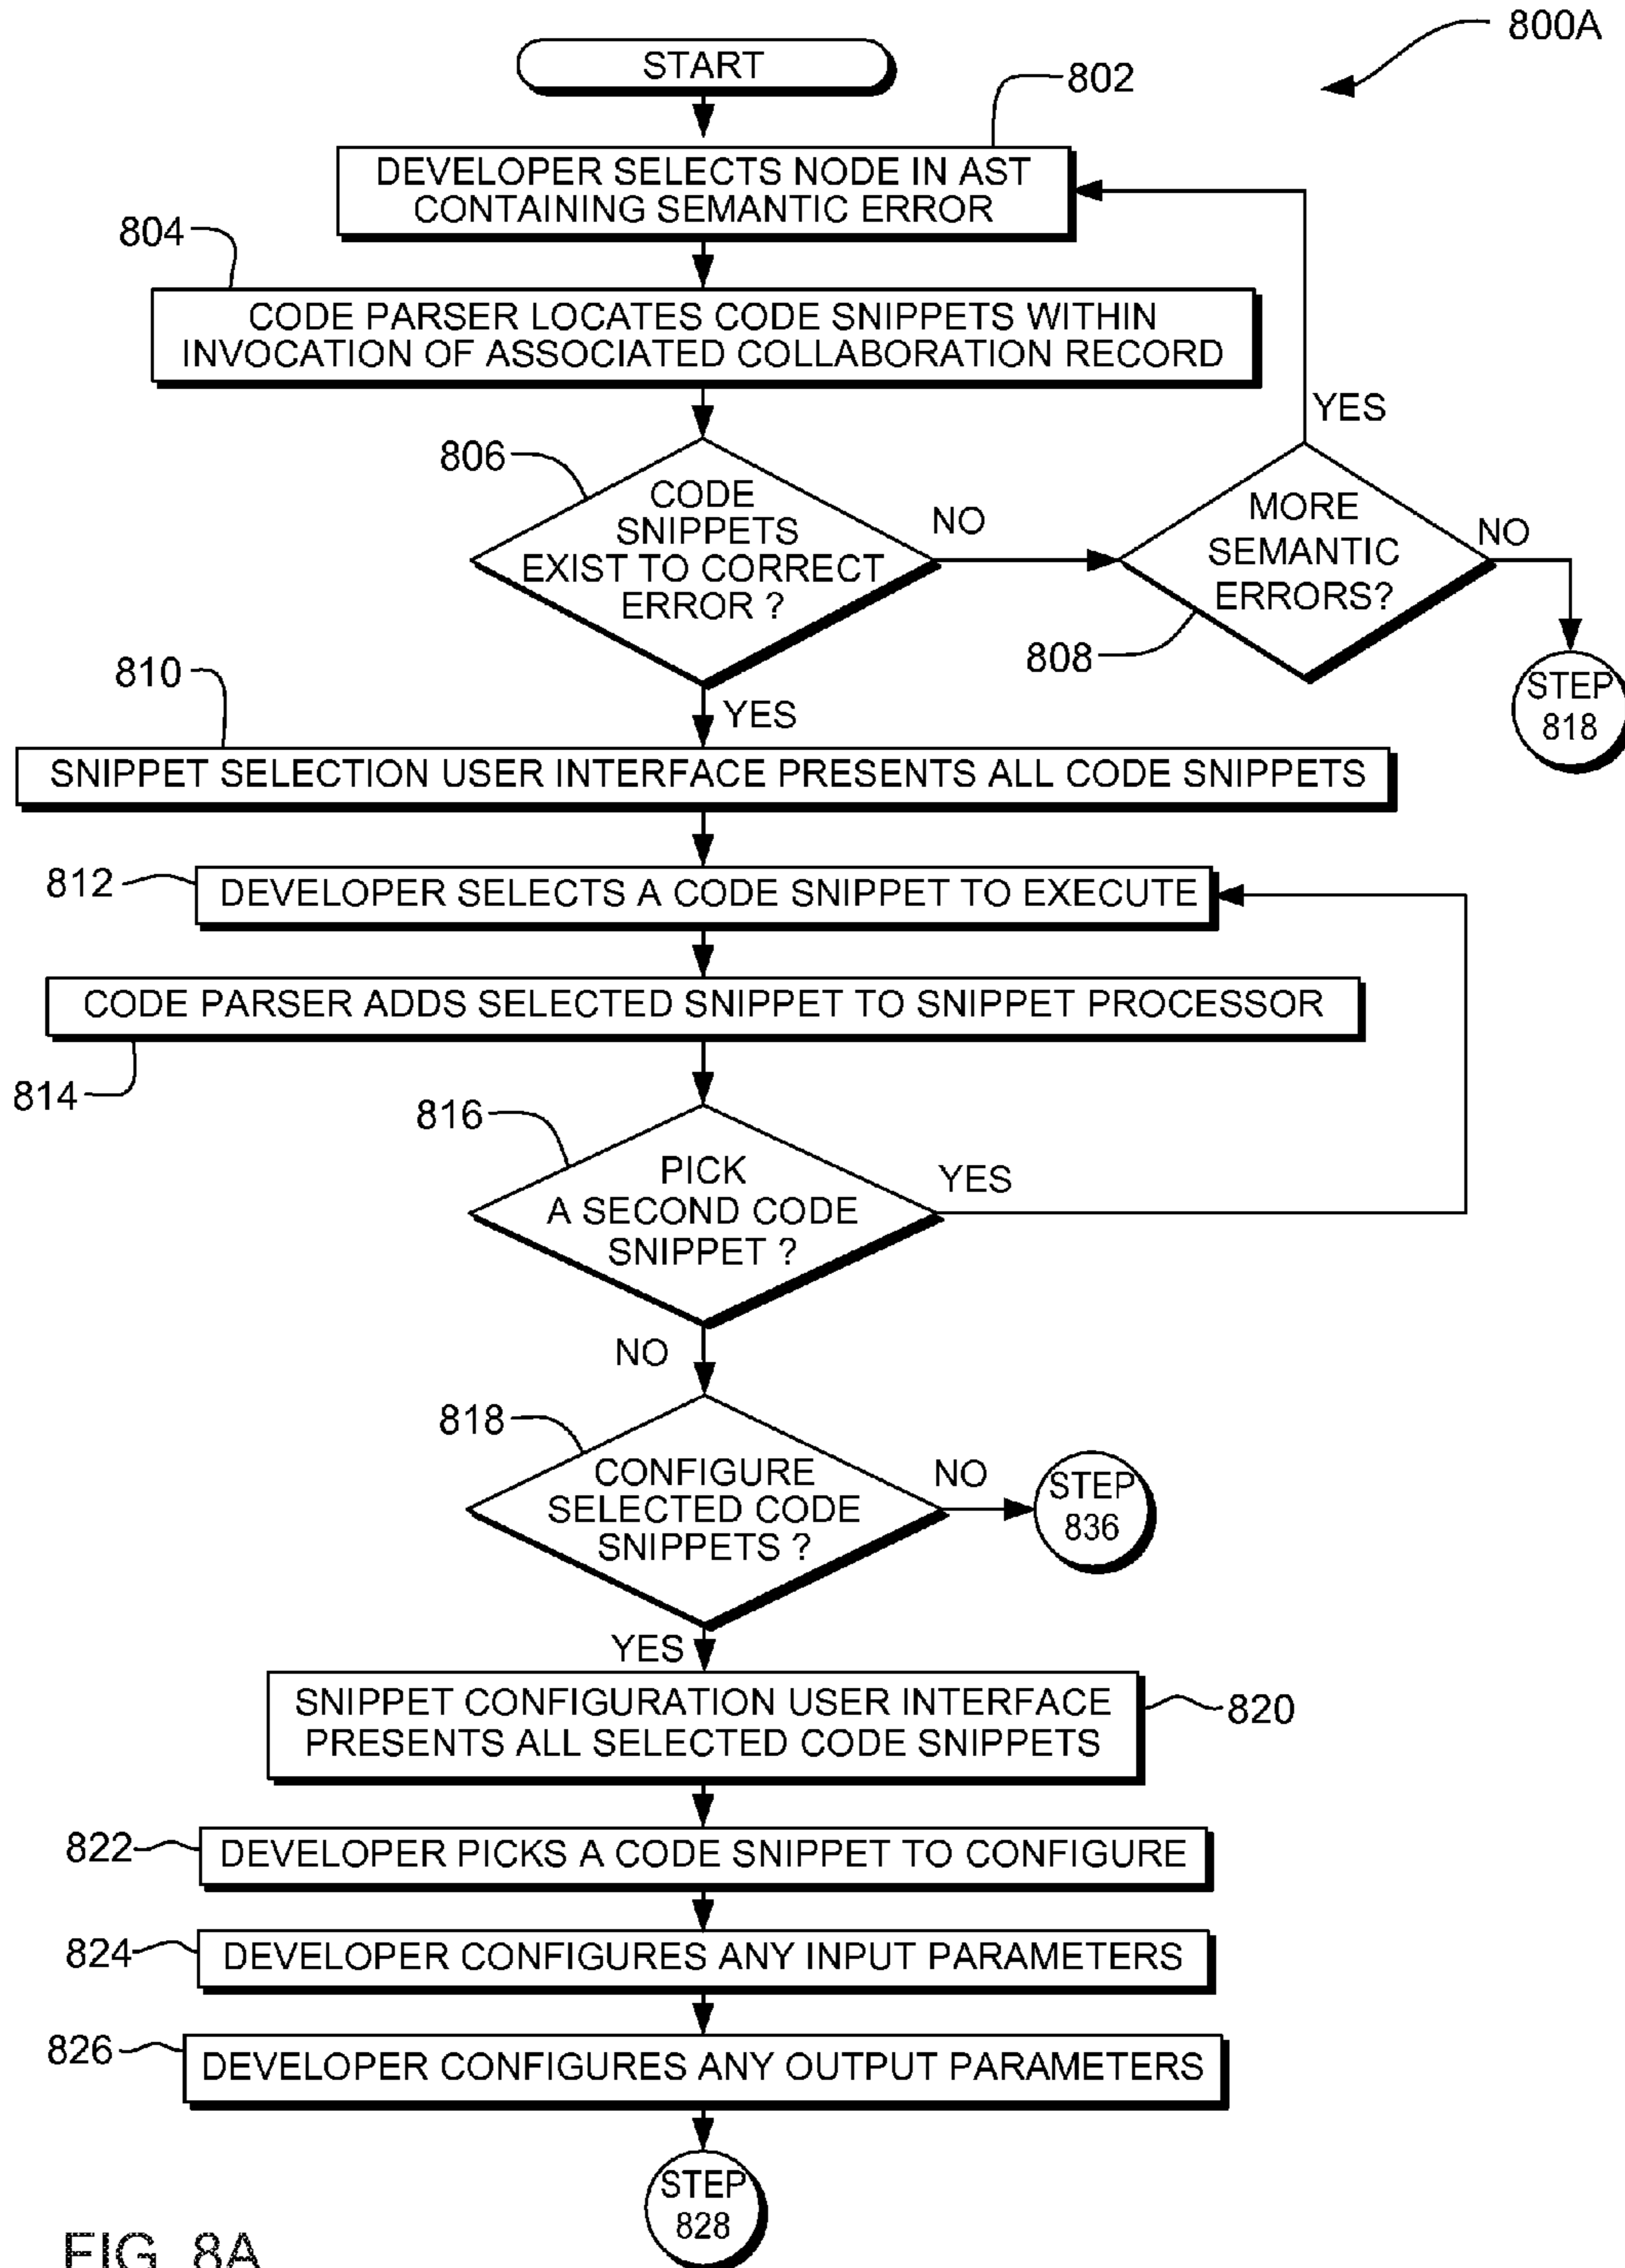 800A
START
802
DEVELOPER SELECTS NODE IN AST
CONTAINING SEMANTIC ERROR
804
CODE PARSER LOCATES CODE SNIPPETS WITHIN
INVOCATION OF ASSOCIATED COLLABORATION RECORD
YES
806
CODE
SNIPPETS
EXIST TO CORRECT
ERROR ?
NO
MORE
SEMANTIC
ERRORS?
NO
808
STEP
818
810
YES
SNIPPET SELECTION USER INTERFACE PRESENTS ALL CODE SNIPPETS
812
DEVELOPER SELECTS A CODE SNIPPET TO EXECUTE
CODE PARSER ADDS SELECTED SNIPPET TO SNIPPET PROCESSOR
814
816
PICK
A SECOND CODE
SNIPPET ?
YES
NO
818
CONFIGURE
SELECTED CODE
SNIPPETS ?
NO
STEP
836
YES
SNIPPET CONFIGURATION USER INTERFACE
PRESENTS ALL SELECTED CODE SNIPPETS
820
822
DEVELOPER PICKS A CODE SNIPPET TO CONFIGURE
824
DEVELOPER CONFIGURES ANY INPUT PARAMETERS
826
DEVELOPER CONFIGURES ANY OUTPUT PARAMETERS
STEP
828
FIG. 8A